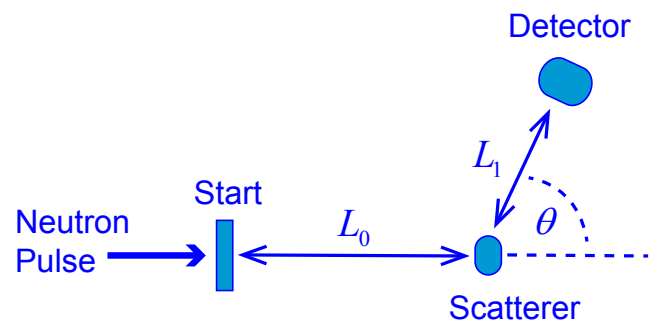 Detector
L₁
Start
Neutron
Pulse
L₀
θ
Scatterer